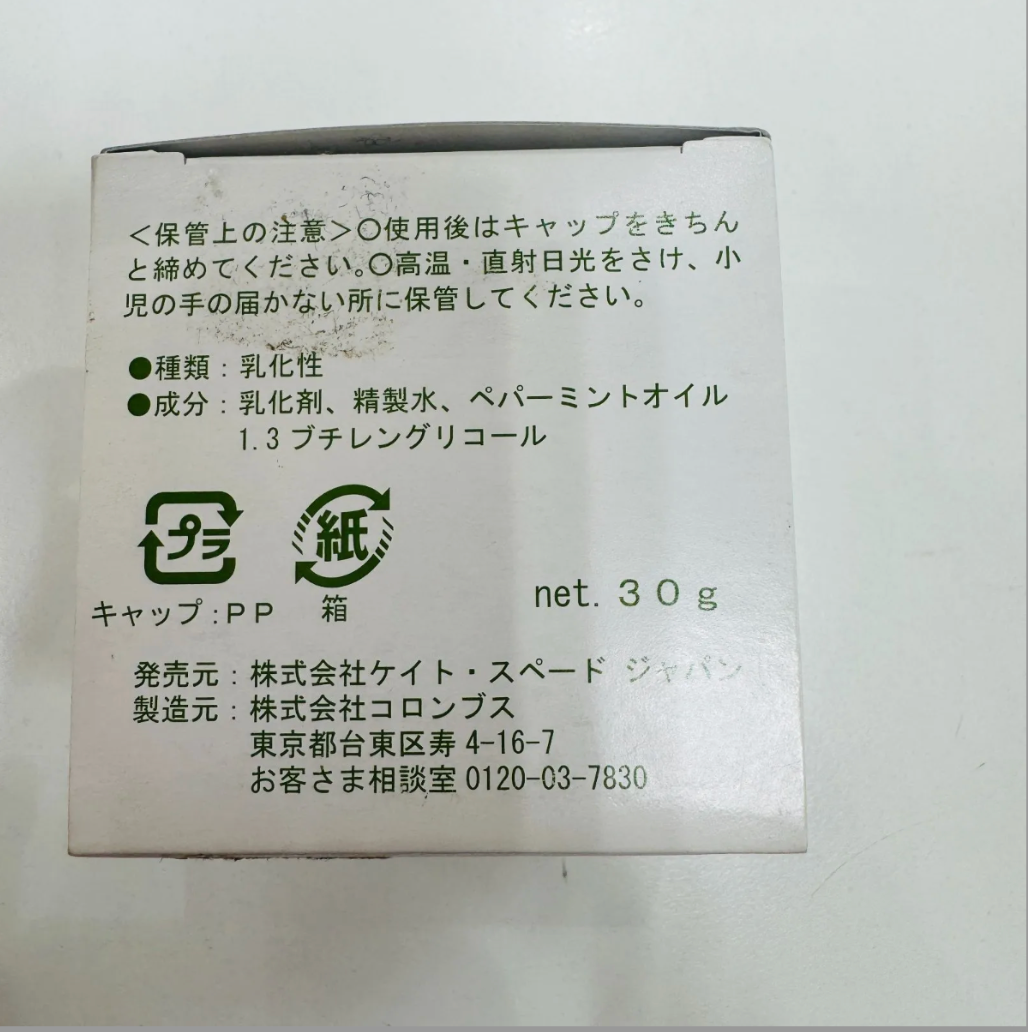 ＜保管上の注意＞〇使用後はキャップをきちん
と締めてください。〇高温・直射日光をさけ、小
児の手の届かない所に保管してください。
●種類：乳化性
●成分：乳化剤、精製水、ペパーミントオイル
1.3ブチレングリコール
プラ
紙
キャップ:ＰＰ
箱
net.３０ｇ
発売元：株式会社ケイト・スペード ジャパン
製造元：株式会社コロンブス
東京都台東区寿4-16-7
お客さま相談室0120-03-7830